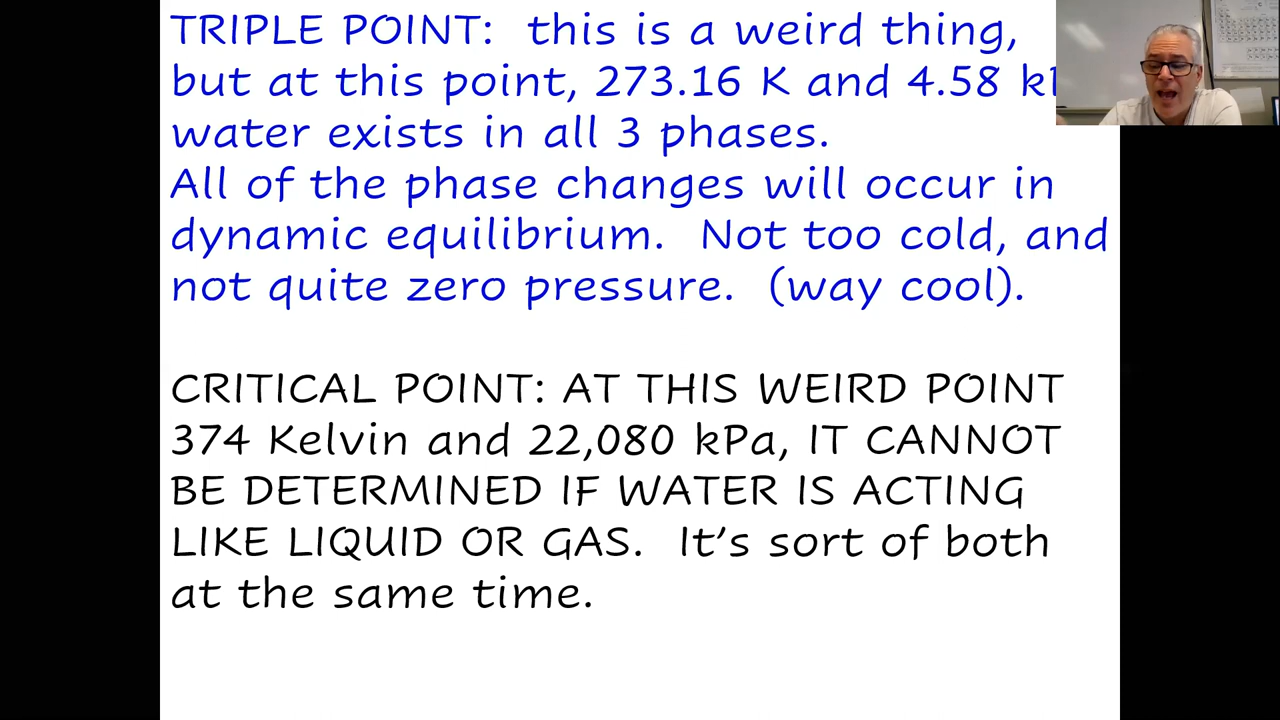 TRIPLE POINT: this is a weird thing,
but at this point, 273.16 K and 4.58
water exists in all 3 phases.
All of the phase changes will occur in
dynamic equilibrium. Not too cold, and
not quite zero pressure. (way cool).
CRITICAL POINT: AT THIS WEIRD POINT
374 Kelvin and 22,080 kPa, IT CANNOT
BE DETERMINED IF WATER IS ACTING
LIKE LIQUID OR GAS. It's sort of both
at the same time.